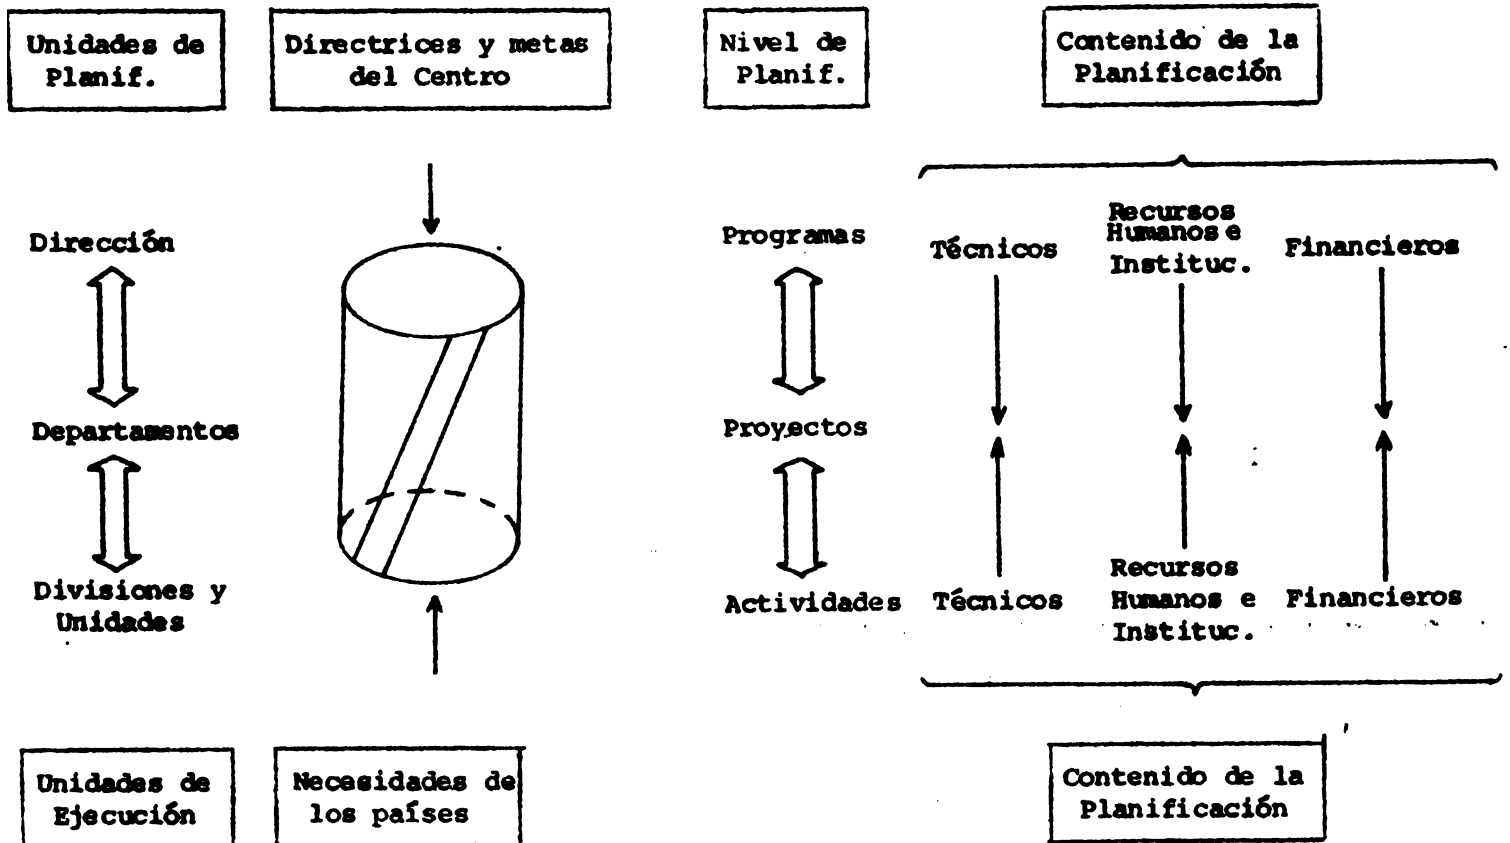 Unidades de
Planif.
Directrices y metas
del Centro
Nivel de
Planif.
Contenido de la
Planificación
Dirección
Programas
Técnicos
Recursos
Humanos e
Instituc.
Financieros
Departamentos
Proyectos
Divisiones y
Unidades
Actividades
Técnicos
Recursos
Humanos e
Instituc.
Financieros
Unidades de
Ejecución
Necesidades de
los países
Contenido de la
Planificación